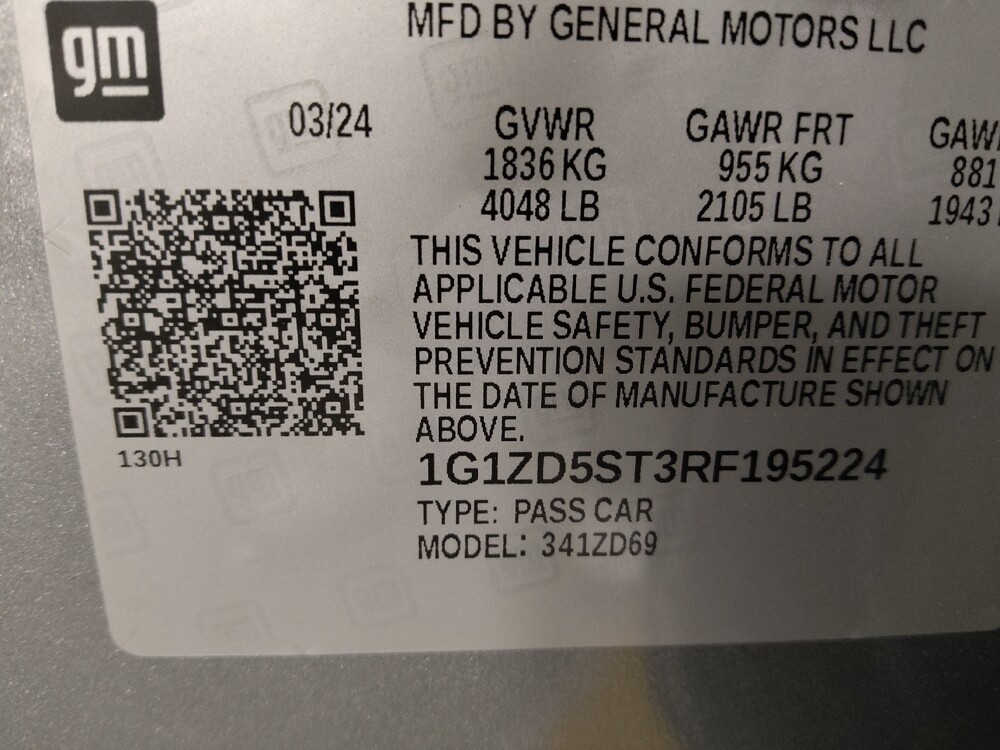 gm
MFD BY GENERAL MOTORS LLC
03/24 GVWR GAWR FRT
1836 KG 955 KG 881
4048 LB 2105 LB 1943
THIS VEHICLE CONFORMS TO ALL
APPLICABLE U.S. FEDERAL MOTOR
VEHICLE SAFETY, BUMPER, AND THEFT
PREVENTION STANDARDS IN EFFECT ON
THE DATE OF MANUFACTURE SHOWN
ABOVE.
130H
1G1ZD5ST3RF195224
TYPE: PASS CAR
MODEL: 341ZD69